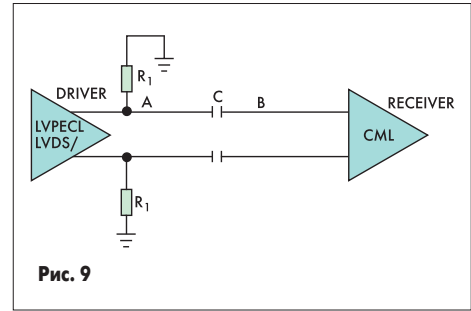 R1
DRIVER
A
C
B
RECEIVER
LVPECL
LVDS/
CML
R1
Рис. 9